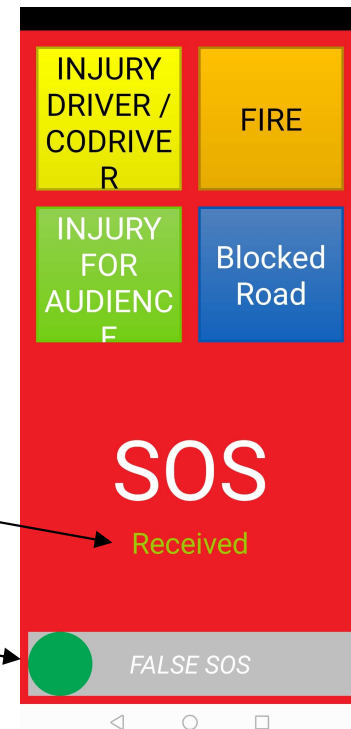 INJURY
DRIVER /
CODRIVE
R
FIRE
INJURY
FOR
AUDIENC
E
Blocked
Road
SOS
Received
FALSE SOS